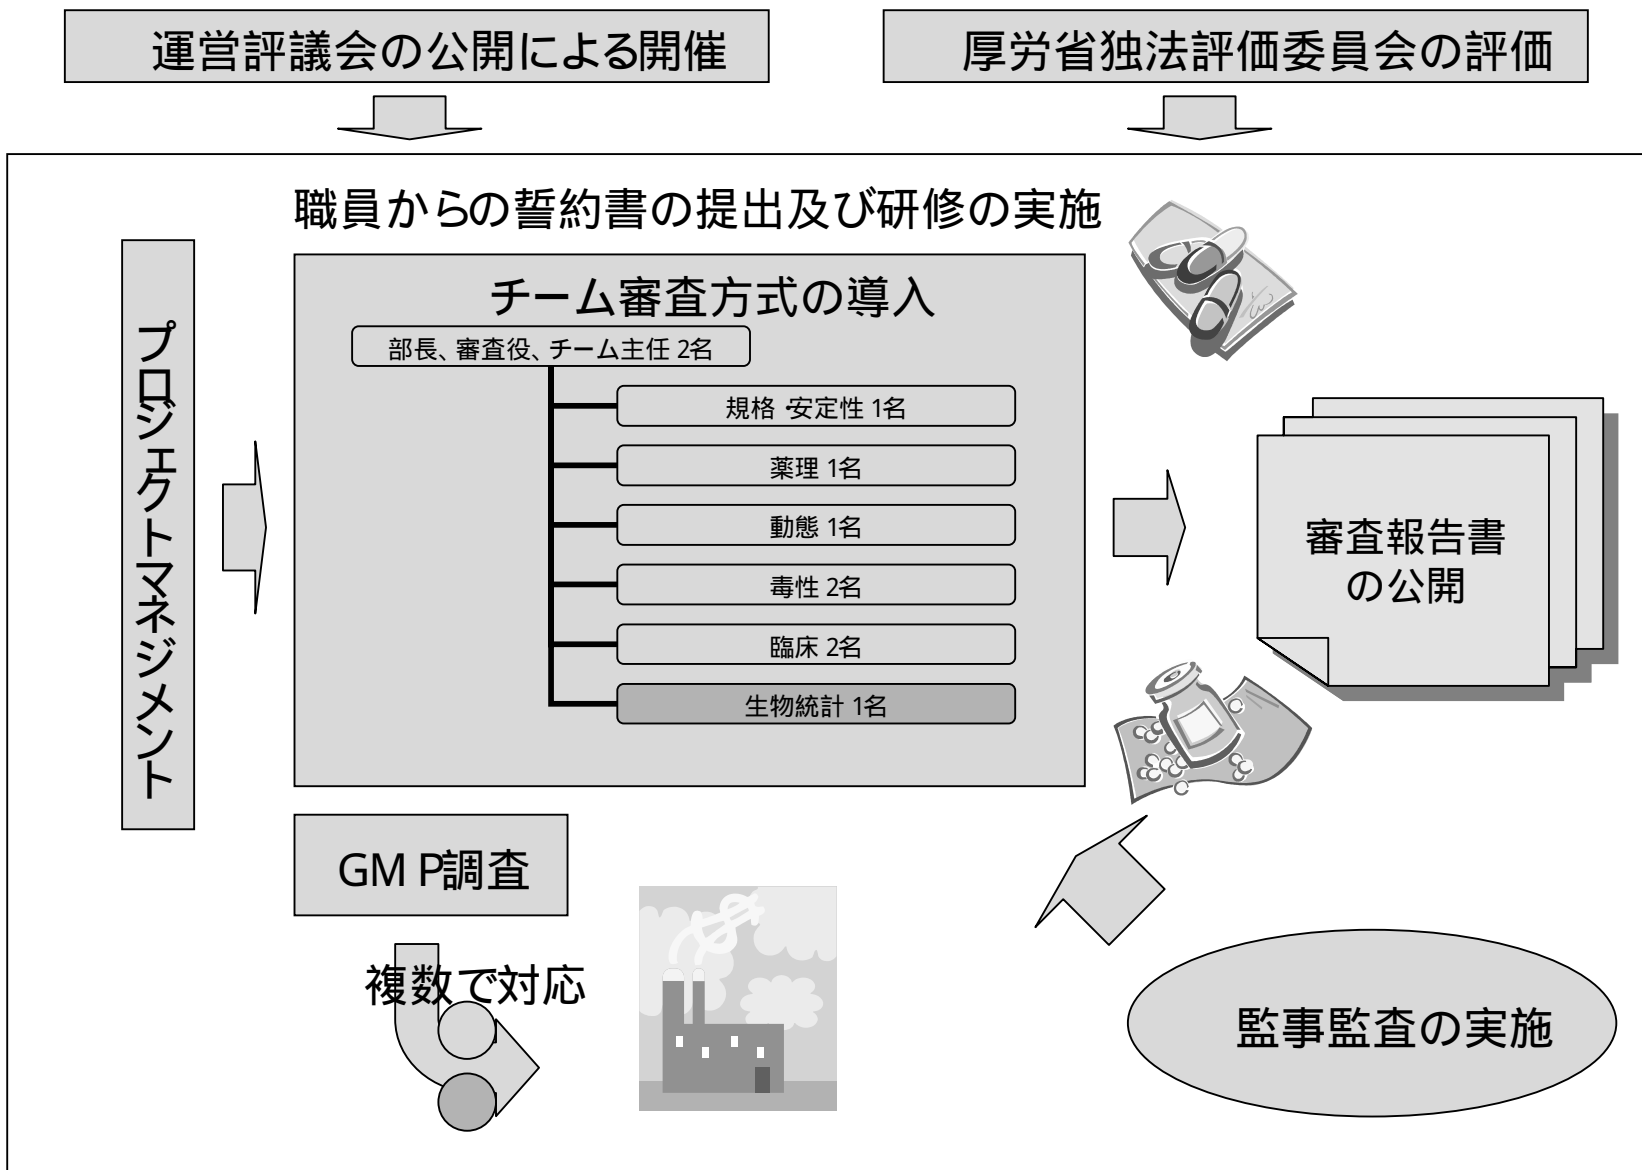 運営評議会の公開による開催
厚労省独法評価委員会の評価
職員からの誓約書の提出及び研修の実施
プロジェクトマネジメント
チーム審査方式の導入
部長、審査役、チーム主任 2名
規格・安定性 1名
薬理 1名
動態 1名
毒性 2名
臨床 2名
生物統計 1名
審査報告書
の公開
GMP調査
複数で対応
監事監査の実施